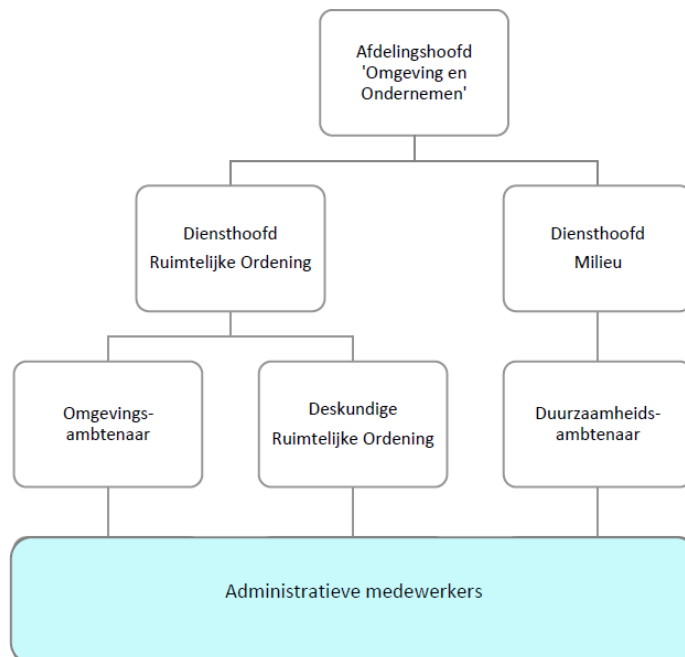 Afdelingshoofd
'Omgeving en
Ondernemen'
Diensthoofd
Ruimtelijke Ordening
Diensthoofd
Milieu
Omgevings-
ambtenaar
Deskundige
Ruimtelijke Ordening
Duurzaamheids-
ambtenaar
Administratieve medewerkers